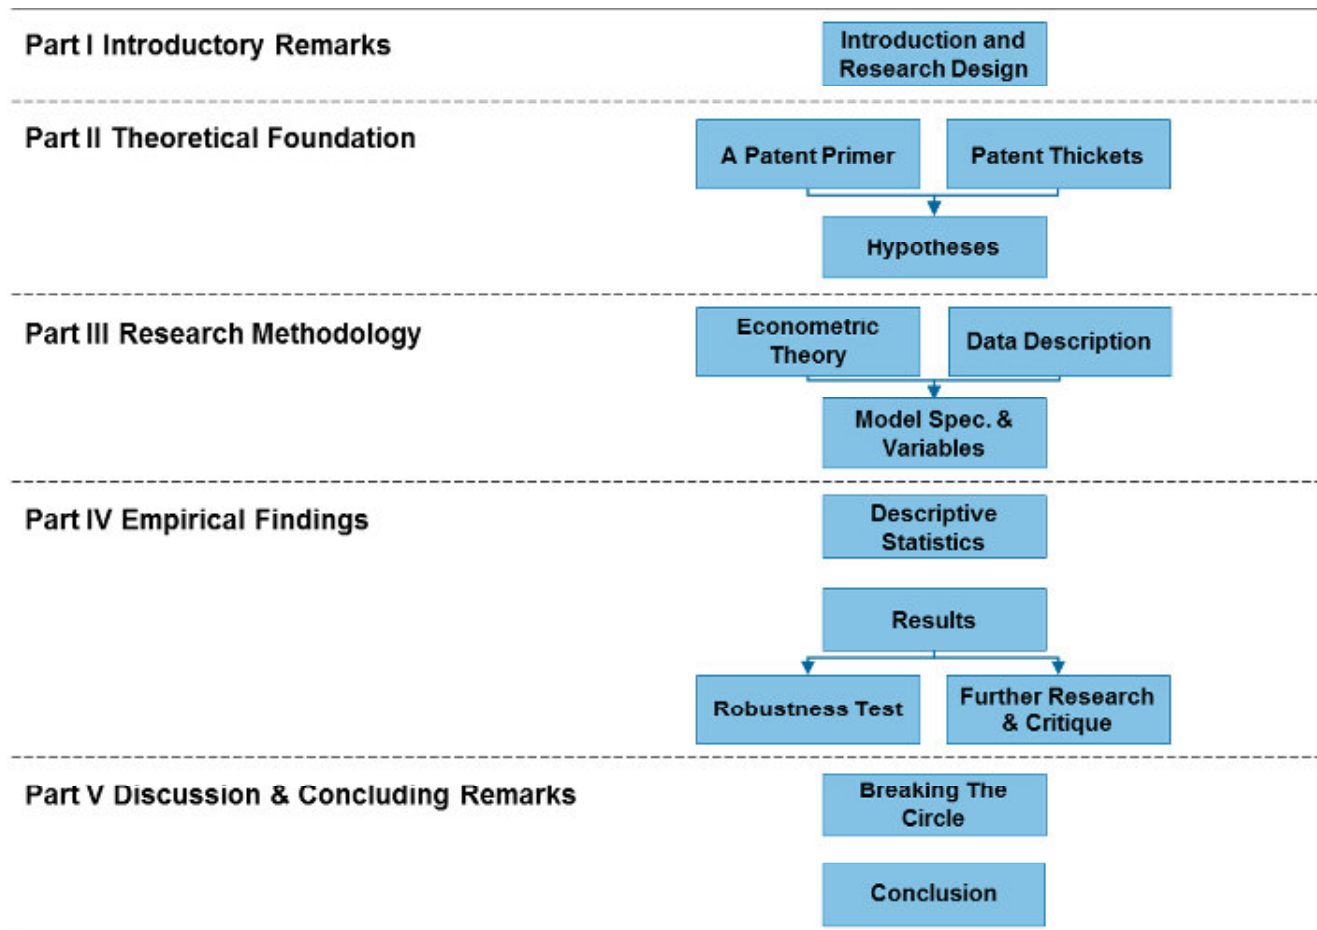 Part I Introductory Remarks
Introduction and
Research Design
Part II Theoretical Foundation
A Patent Primer
Patent Thickets
Hypotheses
Part III Research Methodology
Econometric
Theory
Data Description
Model Spec. &
Variables
Part IV Empirical Findings
Descriptive
Statistics
Results
Robustness Test
Further Research
& Critique
Part V Discussion & Concluding Remarks
Breaking The
Circle
Conclusion